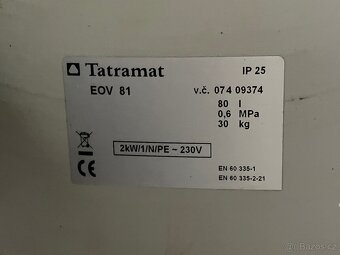 Tatramat IP 25
EOV 81 v.č. 074 09374
80 l
0,6 MPa
30 kg
2kW/1/N/PE ~ 230V
CE
EN 60 335-1
EN 60 335-2-21